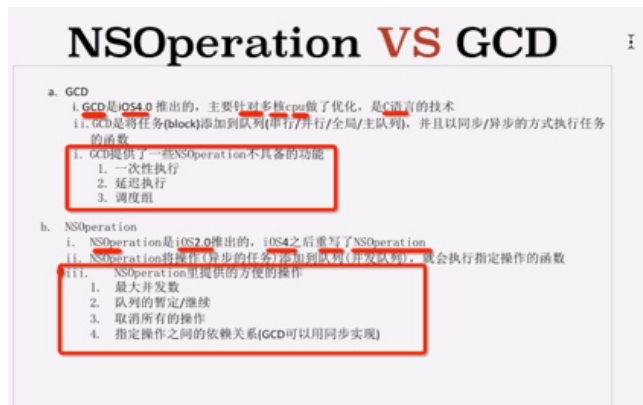 NSOperation VS GCD
a. GCD
i. GCD是iOS4.0 推出的，主要针对多核cpu做了优化，是C语言的技术
ii. GCD是将任务(block)添加到队列(串行/并行/全局/主队列)，并且以同步/异步的方式执行任务
的函数
i. GCD提供了一些NSOperation不具备的功能
1. 一次性执行
2. 延迟执行
3. 调度组
b. NSOperation
i. NSOperation是iOS2.0推出的，iOS4之后重写了NSOperation
ii. NSOperation将操作(异步的任务)添加到队列(并发队列)，就会执行指定操作的函数
iii. NSOperation里提供的方便的操作
1. 最大并发数
2. 队列的暂定/继续
3. 取消所有的操作
4. 指定操作之间的依赖关系(GCD可以用同步实现)